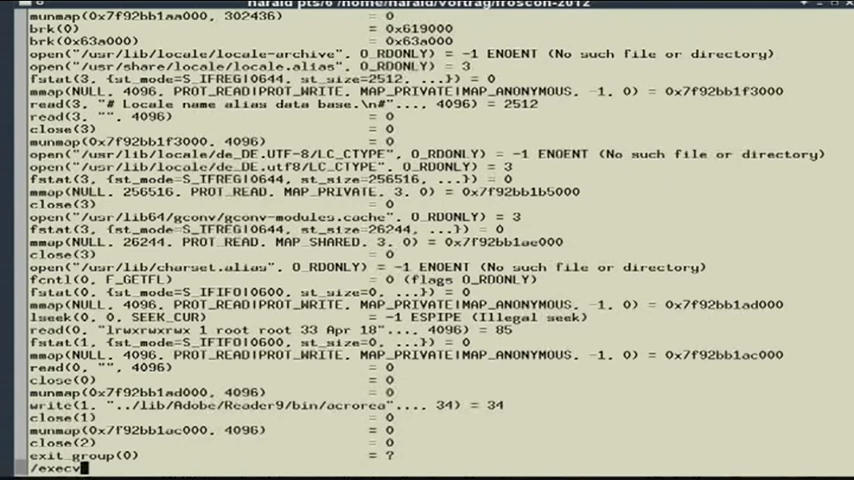 harald pts/6 /home/harald/vortrag/froscon-2012
munmap(0x7f92bb1aa000, 302436) = 0
brk(0) = 0x619000
brk(0x63a000) = 0x63a000
open("/usr/lib/locale/locale-archive", O_RDONLY) = -1 ENOENT (No such file or directory)
open("/usr/share/locale/locale.alias", O_RDONLY) = 3
fstat(3, {st_mode=S_IFREG|0644, st_size=2512, ...}) = 0
mmap(NULL, 4096, PROT_READ|PROT_WRITE, MAP_PRIVATE|MAP_ANONYMOUS, -1, 0) = 0x7f92bb1f3000
read(3, "# Locale name alias data base.\n#"..., 4096) = 2512
read(3, "", 4096) = 0
close(3) = 0
munmap(0x7f92bb1f3000, 4096) = 0
open("/usr/lib/locale/de_DE.UTF-8/LC_CTYPE", O_RDONLY) = -1 ENOENT (No such file or directory)
open("/usr/lib/locale/de_DE.utf8/LC_CTYPE", O_RDONLY) = 3
fstat(3, {st_mode=S_IFREG|0644, st_size=256516, ...}) = 0
mmap(NULL, 256516, PROT_READ, MAP_PRIVATE, 3, 0) = 0x7f92bb1b5000
close(3) = 0
open("/usr/lib64/gconv/gconv-modules.cache", O_RDONLY) = 3
fstat(3, {st_mode=S_IFREG|0644, st_size=26244, ...}) = 0
mmap(NULL, 26244, PROT_READ, MAP_SHARED, 3, 0) = 0x7f92bb1ae000
close(3) = 0
open("/usr/lib/charset.alias", O_RDONLY) = -1 ENOENT (No such file or directory)
fcntl(0, F_GETFL) = 0 (flags O_RDONLY)
fstat(0, {st_mode=S_IFIFO|0600, st_size=0, ...}) = 0
mmap(NULL, 4096, PROT_READ|PROT_WRITE, MAP_PRIVATE|MAP_ANONYMOUS, -1, 0) = 0x7f92bb1ad000
lseek(0, 0, SEEK_CUR) = -1 ESPIPE (Illegal seek)
read(0, "lrwxrwxrwx 1 root root 33 Apr 18"..., 4096) = 85
fstat(1, {st_mode=S_IFIFO|0600, st_size=0, ...}) = 0
mmap(NULL, 4096, PROT_READ|PROT_WRITE, MAP_PRIVATE|MAP_ANONYMOUS, -1, 0) = 0x7f92bb1ac000
read(0, "", 4096) = 0
close(0) = 0
munmap(0x7f92bb1ad000, 4096) = 0
write(1, "../lib/Adobe/Reader9/bin/acrorea"..., 34) = 34
close(1) = 0
munmap(0x7f92bb1ac000, 4096) = 0
close(2) = 0
exit_group(0) = ?
/execv